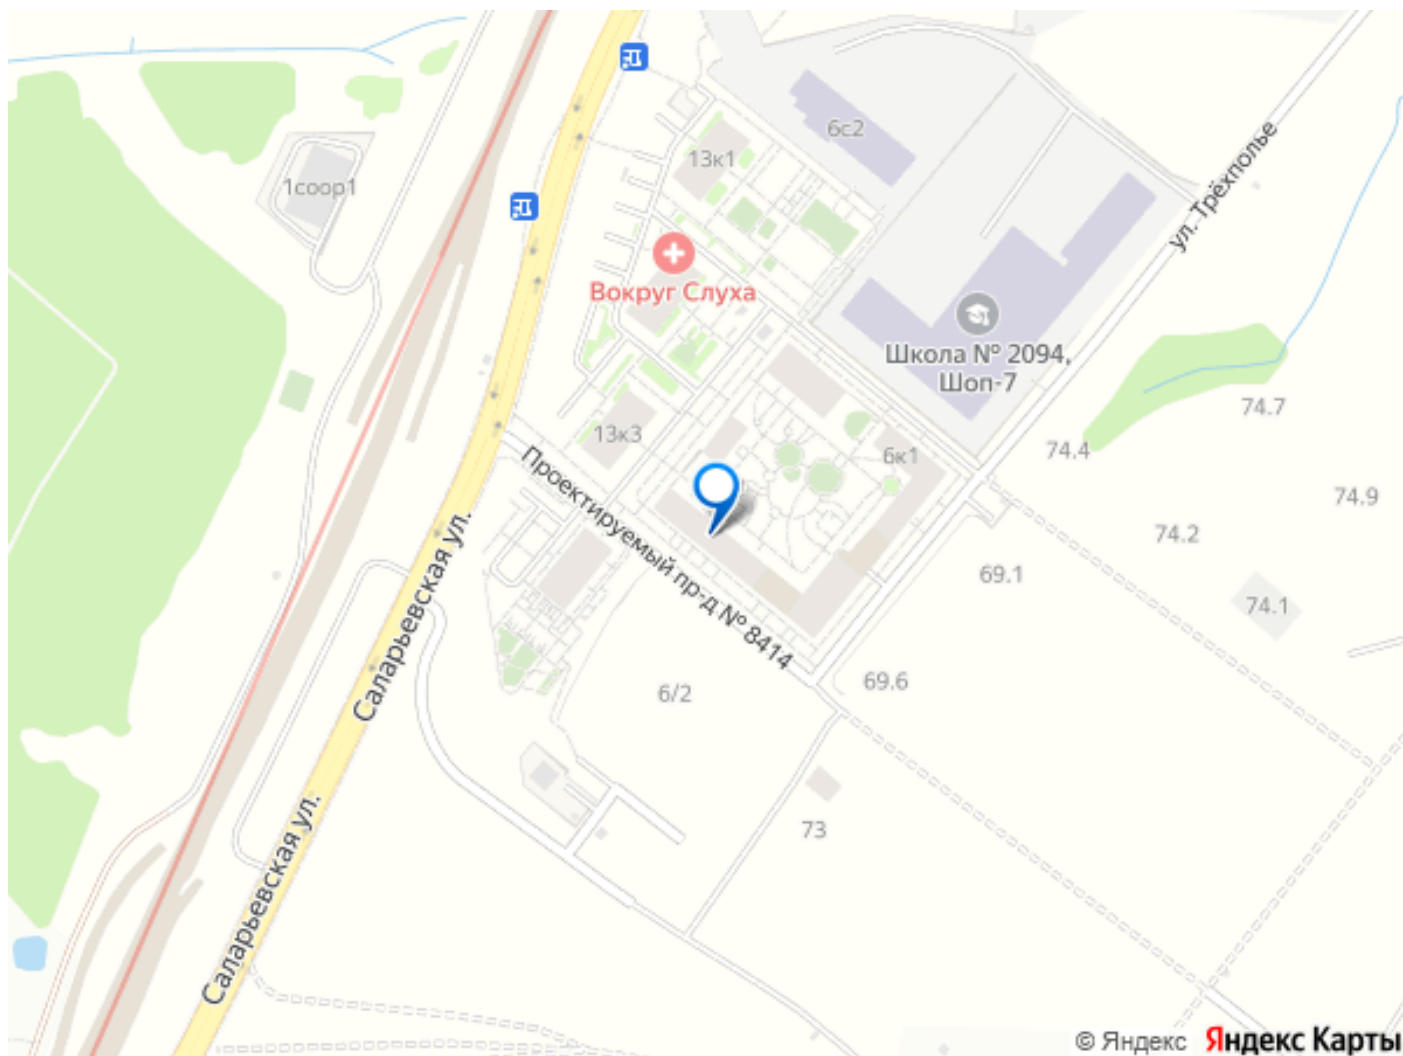 6с2
13к1
ул. Трёхполье
1соор1
Вокруг Слуха
Школа № 2094,
Шоп-7
74.7
13к3
6к1
74.4
74.9
Проектируемый пр-д № 8414
74.2
69.1
74.1
Саларьевская ул.
69.6
6/2
73
Саларьевская ул.
© Яндекс Яндекс Карты